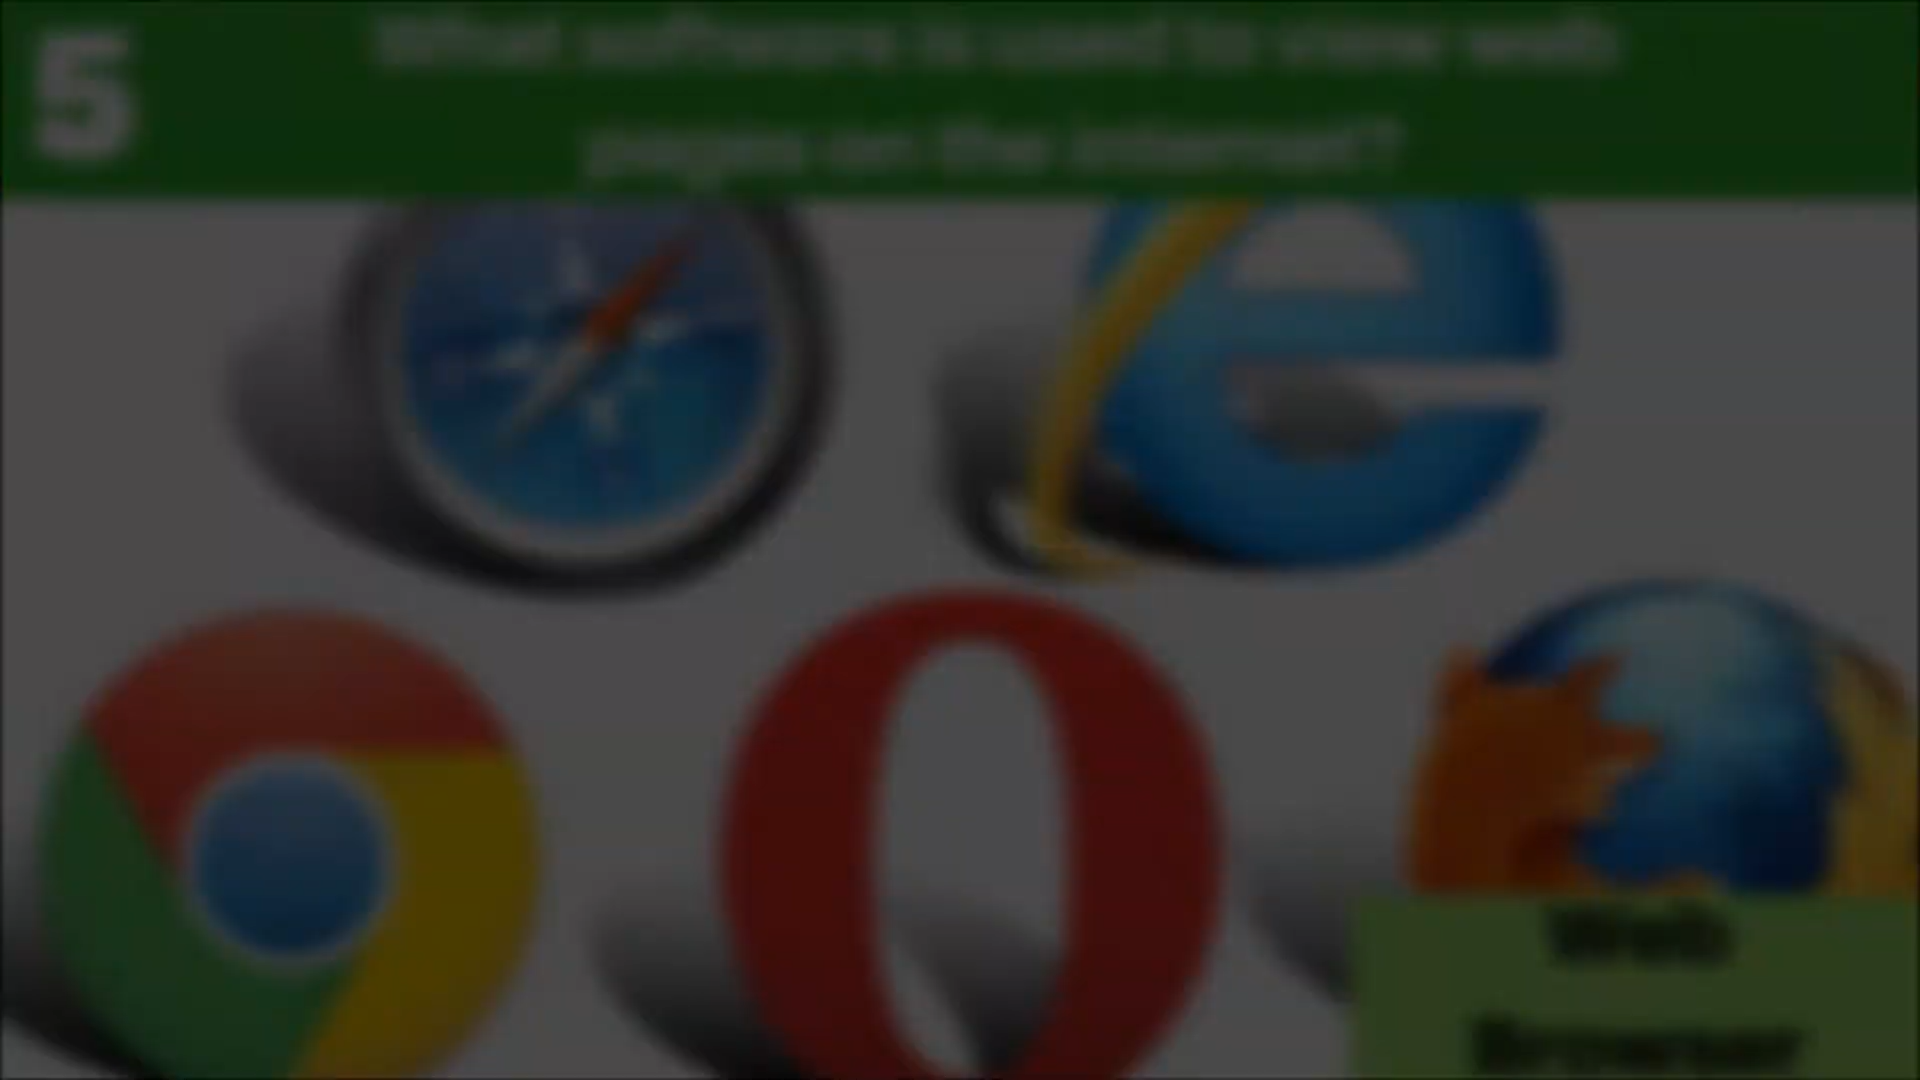 5
What software is used to view web
pages on the internet?
Web
Browser